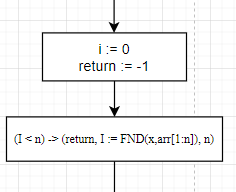 i := 0
return := -1
(I < n) -> (return, I := FND(x,arr[1:n]), n)